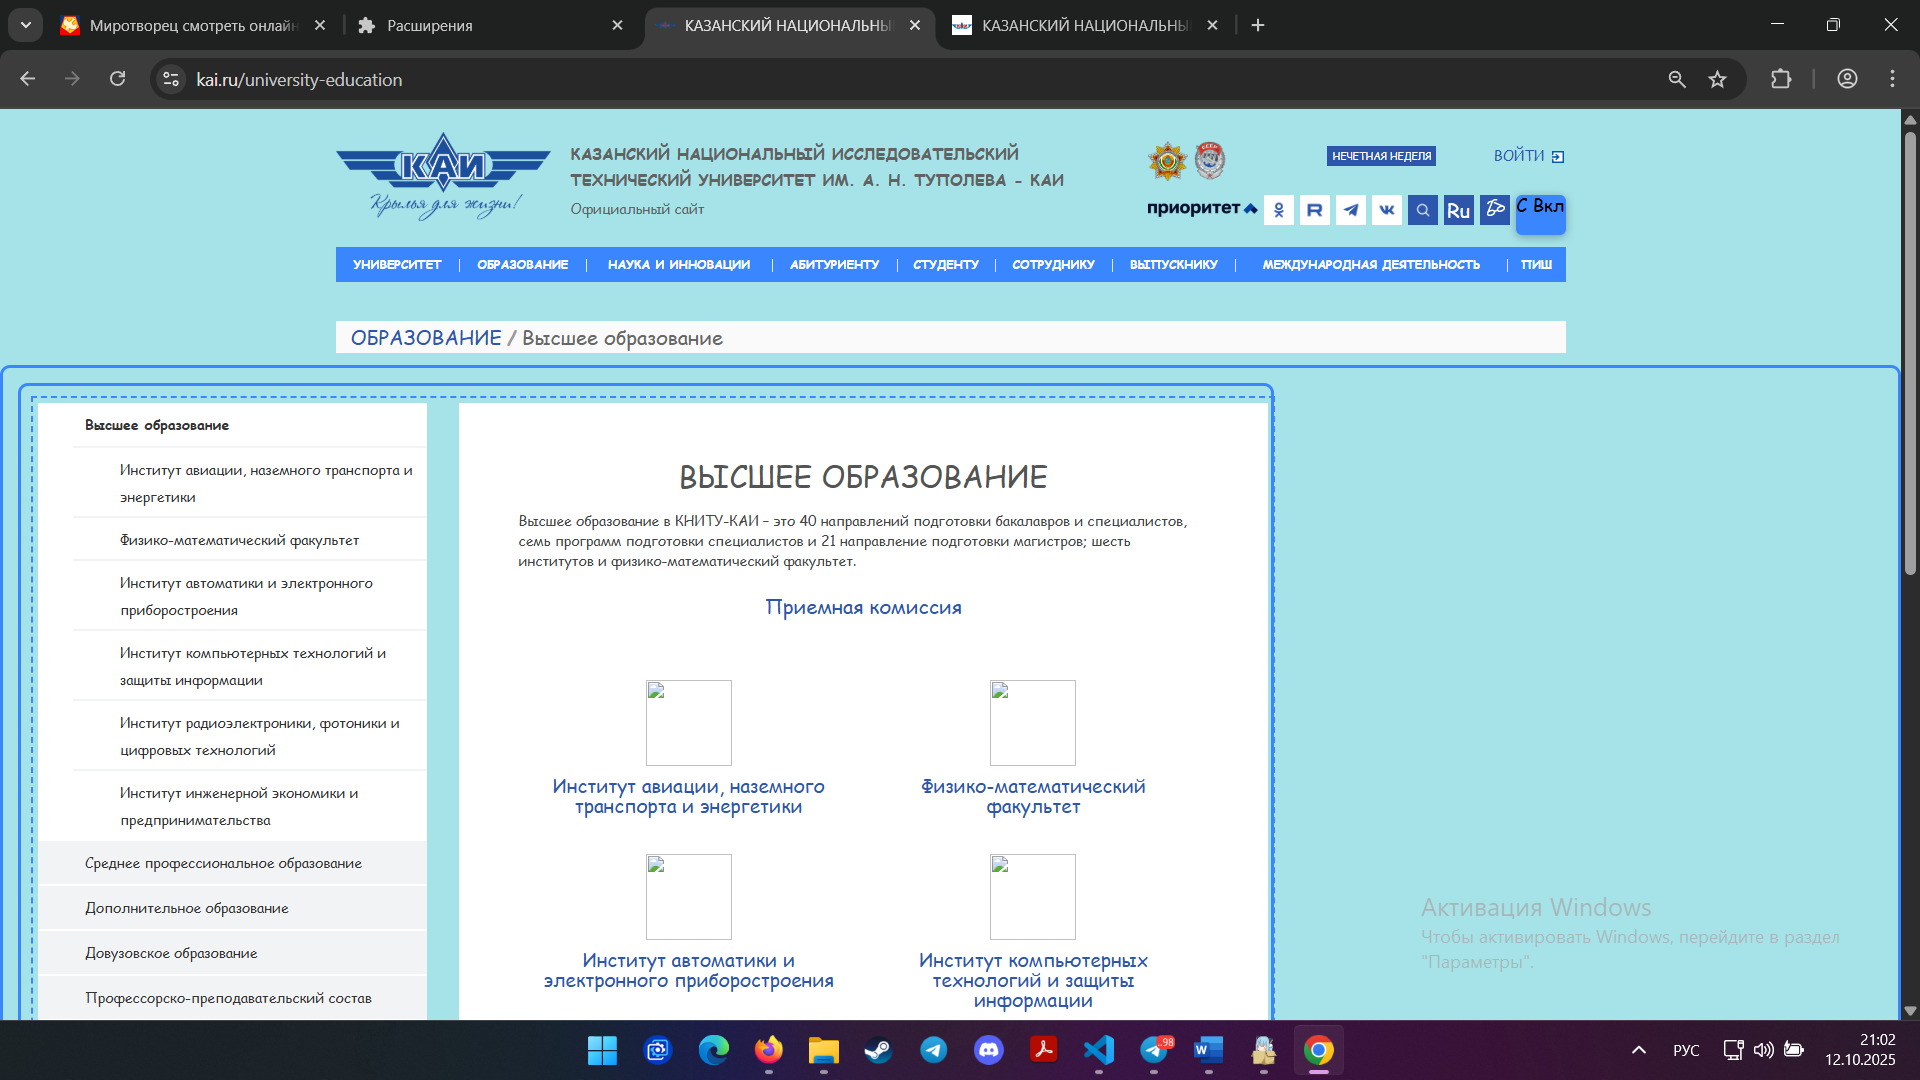 Миротворец смотреть онлайн
Расширения
КАЗАНСКИЙ НАЦИОНАЛЬНЫ
КАЗАНСКИЙ НАЦИОНАЛЬНЫ
kai.ru/university-education
КАИ
Крылья для жизни!
КАЗАНСКИЙ НАЦИОНАЛЬНЫЙ ИССЛЕДОВАТЕЛЬСКИЙ
ТЕХНИЧЕСКИЙ УНИВЕРСИТЕТ ИМ. А. Н. ТУПОЛЕВА - КАИ
Официальный сайт
НЕЧЕТНАЯ НЕДЕЛЯ
ВОЙТИ
приоритет
Ru
С Вкл
УНИВЕРСИТЕТ
ОБРАЗОВАНИЕ
НАУКА И ИННОВАЦИИ
АБИТУРИЕНТУ
СТУДЕНТУ
СОТРУДНИКУ
ВЫПУСКНИКУ
МЕЖДУНАРОДНАЯ ДЕЯТЕЛЬНОСТЬ
ПИШ
ОБРАЗОВАНИЕ / Высшее образование
Высшее образование
Институт авиации, наземного транспорта и
энергетики
Физико-математический факультет
Институт автоматики и электронного
приборостроения
Институт компьютерных технологий и
защиты информации
Институт радиоэлектроники, фотоники и
цифровых технологий
Институт инженерной экономики и
предпринимательства
Среднее профессиональное образование
Дополнительное образование
Довузовское образование
Профессорско-преподавательский состав
ВЫСШЕЕ ОБРАЗОВАНИЕ
Высшее образование в КНИТУ-КАИ – это 40 направлений подготовки бакалавров и специалистов,
семь программ подготовки специалистов и 21 направление подготовки магистров; шесть
институтов и физико-математический факультет.
Приемная комиссия
Институт авиации, наземного
транспорта и энергетики
Физико-математический
факультет
Институт автоматики и
электронного приборостроения
Институт компьютерных
технологий и защиты
информации
Активация Windows
Чтобы активировать Windows, перейдите в раздел
"Параметры".
98
РУС
21:02
12.10.2025